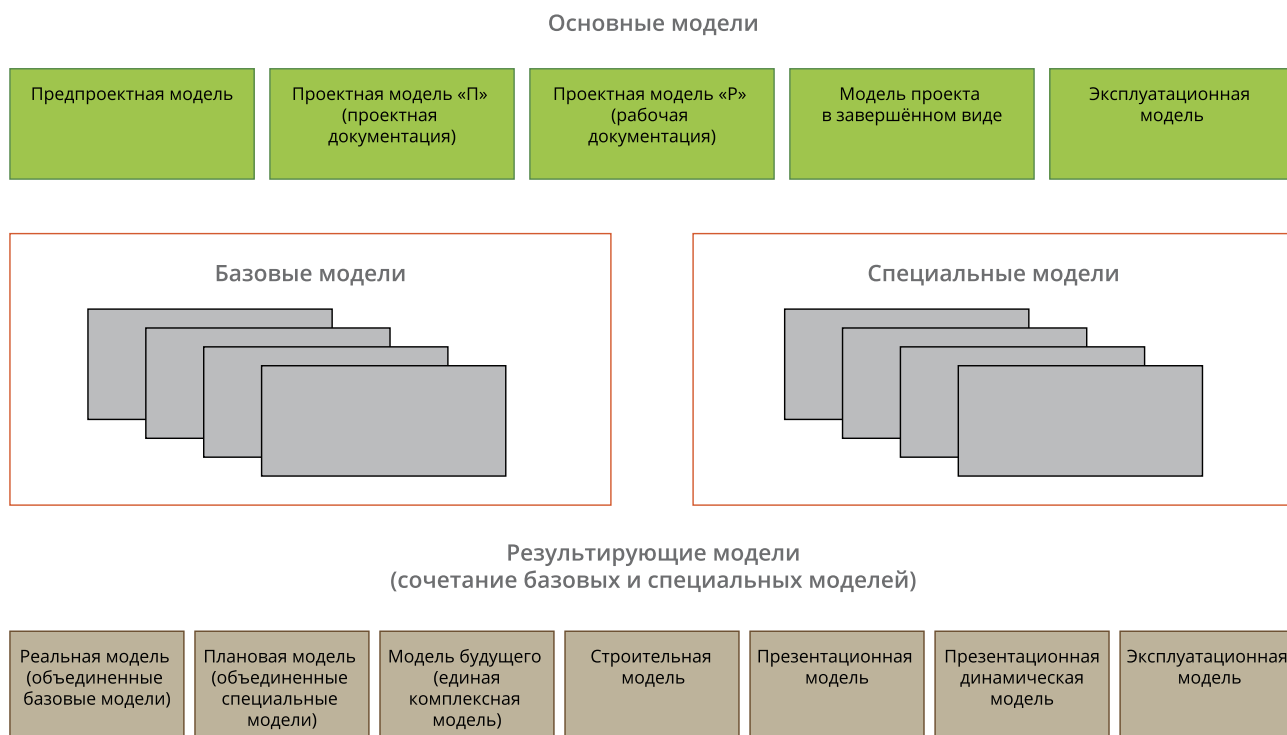 Основные модели
Предпроектная модель
Проектная модель «П»
(проектная
документация)
Проектная модель «Р»
(рабочая
документация)
Модель проекта
в завершённом виде
Эксплуатационная
модель
Базовые модели
Специальные модели
Результирующие модели
(сочетание базовых и специальных моделей)
Реальная модель
(объединенные
базовые модели)
Плановая модель
(объединенные
специальные
модели)
Модель будущего
(единая
комплексная
модель)
Строительная
модель
Презентационная
модель
Презентационная
динамическая
модель
Эксплуатационная
модель